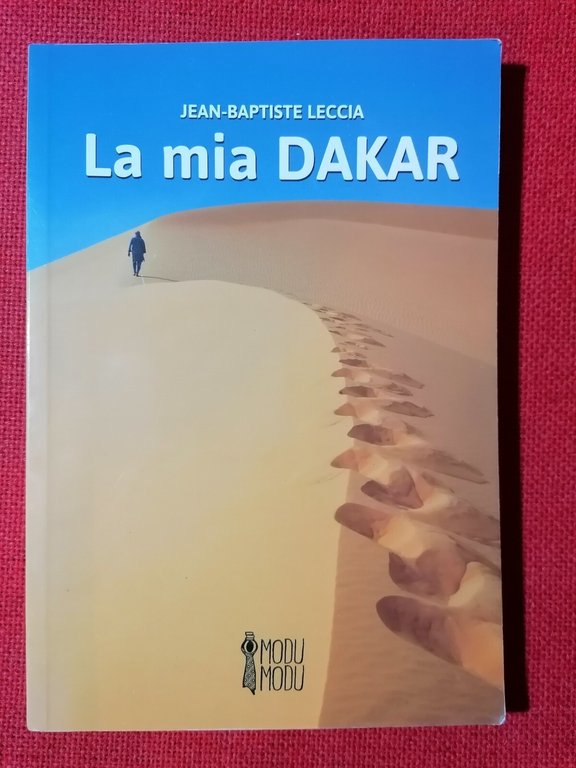 JEAN-BAPTISTE LECCIA
La mia DAKAR
MODU
MODU